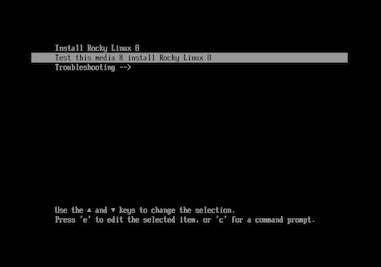 Install Rocky Linux 8
Test this media & install Rocky Linux 8
Troubleshooting -->
Use the ▲ and ▼ keys to change the selection.
Press 'e' to edit the selected item, or 'c' for a command prompt.